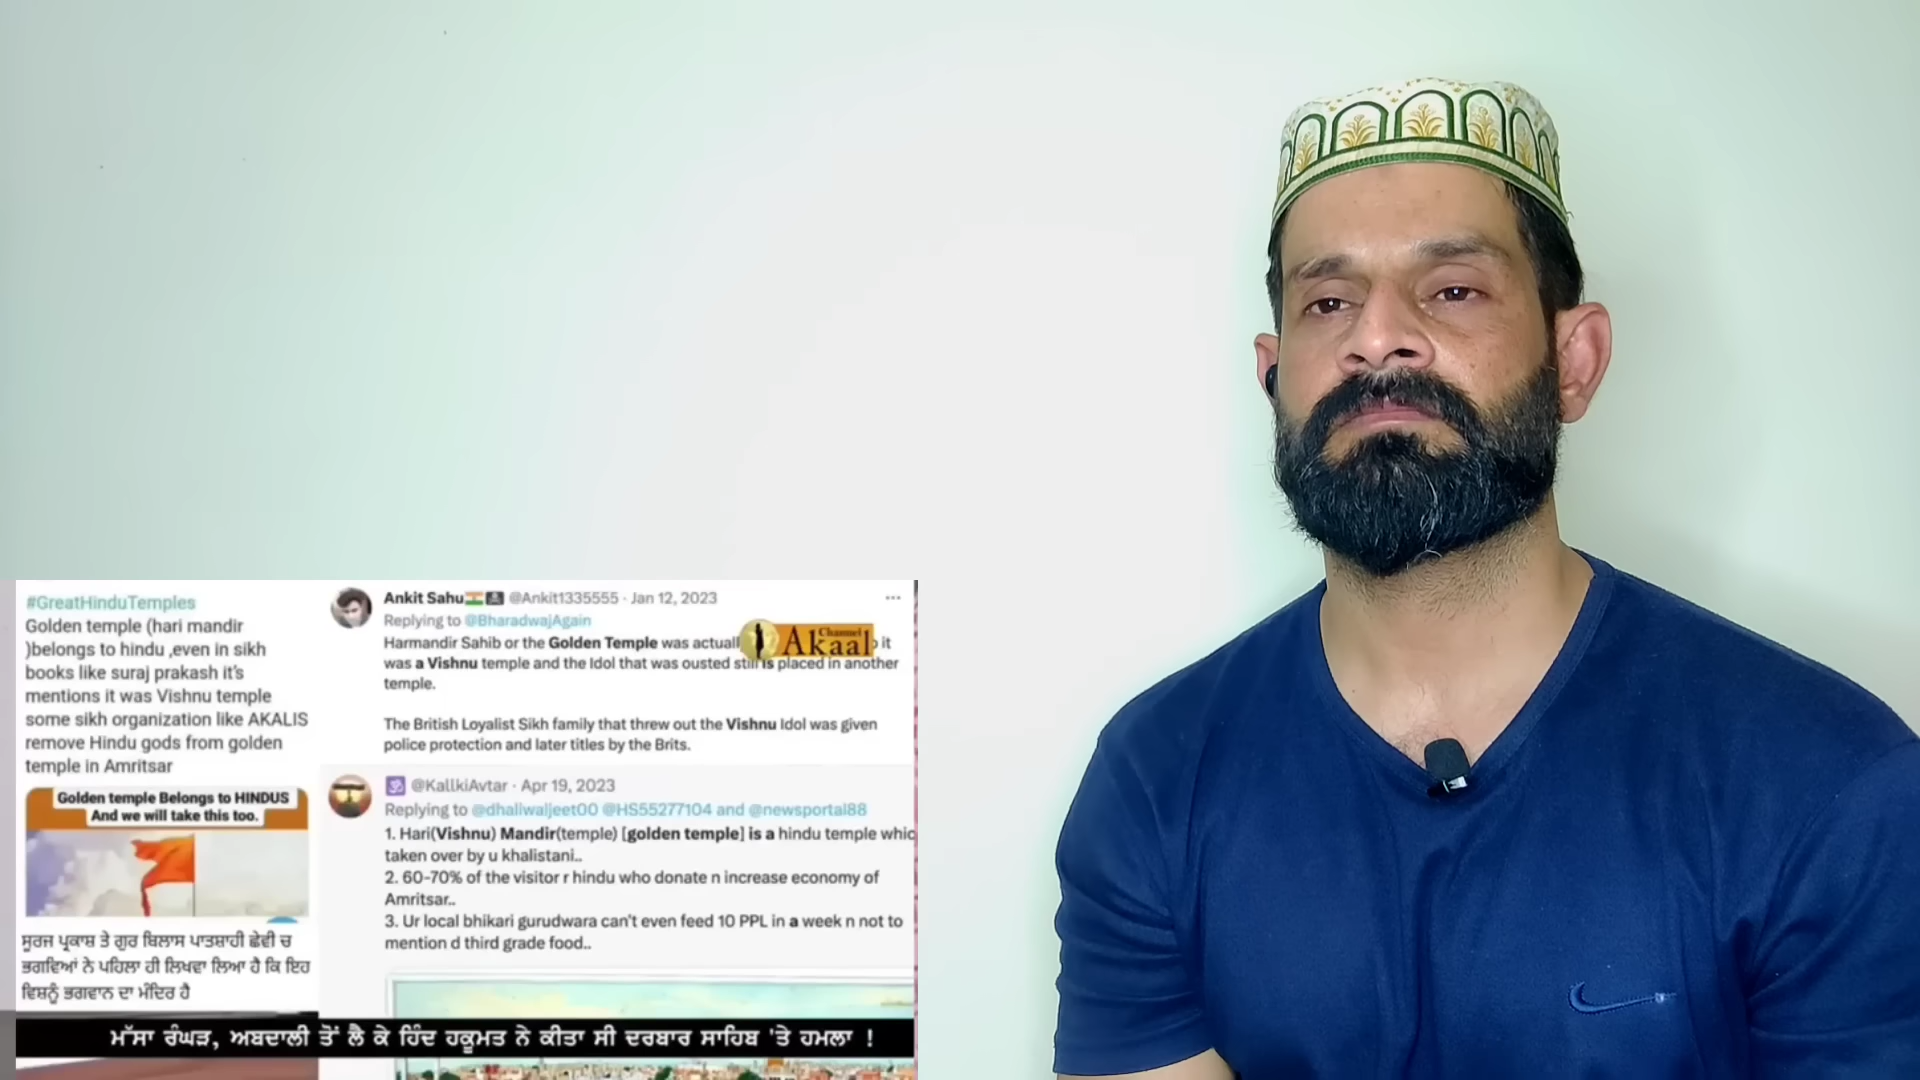 #GreatHinduTemples
Golden temple (hari mandir
)belongs to hindu ,even in sikh
books like suraj prakash it's
mentions it was Vishnu temple
some sikh organization like AKALIS
remove Hindu gods from golden
temple in Amritsar
Golden temple Belongs to HINDUS
And we will take this too.
ਸੂਰਜ ਪ੍ਰਕਾਸ਼ ਤੇ ਗੁਰ ਬਿਲਾਸ ਪਾਤਸ਼ਾਹੀ ਛੇਵੀ ਚ
ਭਗਵਿਆਂ ਨੇ ਪਹਿਲਾ ਹੀ ਲਿਖਵਾ ਲਿਆ ਹੈ ਕਿ ਇਹ
ਵਿਸ਼ਨੂੰ ਭਗਵਾਨ ਦਾ ਮੰਦਿਰ ਹੈ
Ankit Sahu @Ankit1335555 · Jan 12, 2023
Replying to @BharadwajAgain
Harmandir Sahib or the Golden Temple was actuall it
was a Vishnu temple and the Idol that was ousted still is placed in another
temple.
The British Loyalist Sikh family that threw out the Vishnu Idol was given
police protection and later titles by the Brits.
Channel
Akaal
@KallkiAvtar · Apr 19, 2023
Replying to @dhaliwaljeet00 @HS55277104 and @newsportal88
1. Hari(Vishnu) Mandir(temple) [golden temple] is a hindu temple whic
taken over by u khalistani..
2. 60-70% of the visitor r hindu who donate n increase economy of
Amritsar..
3. Ur local bhikari gurudwara can't even feed 10 PPL in a week n not to
mention d third grade food..
ਮੱਸਾ ਰੰਘੜ, ਅਬਦਾਲੀ ਤੋਂ ਲੈ ਕੇ ਹਿੰਦ ਹਕੂਮਤ ਨੇ ਕੀਤਾ ਸੀ ਦਰਬਾਰ ਸਾਹਿਬ 'ਤੇ ਹਮਲਾ !